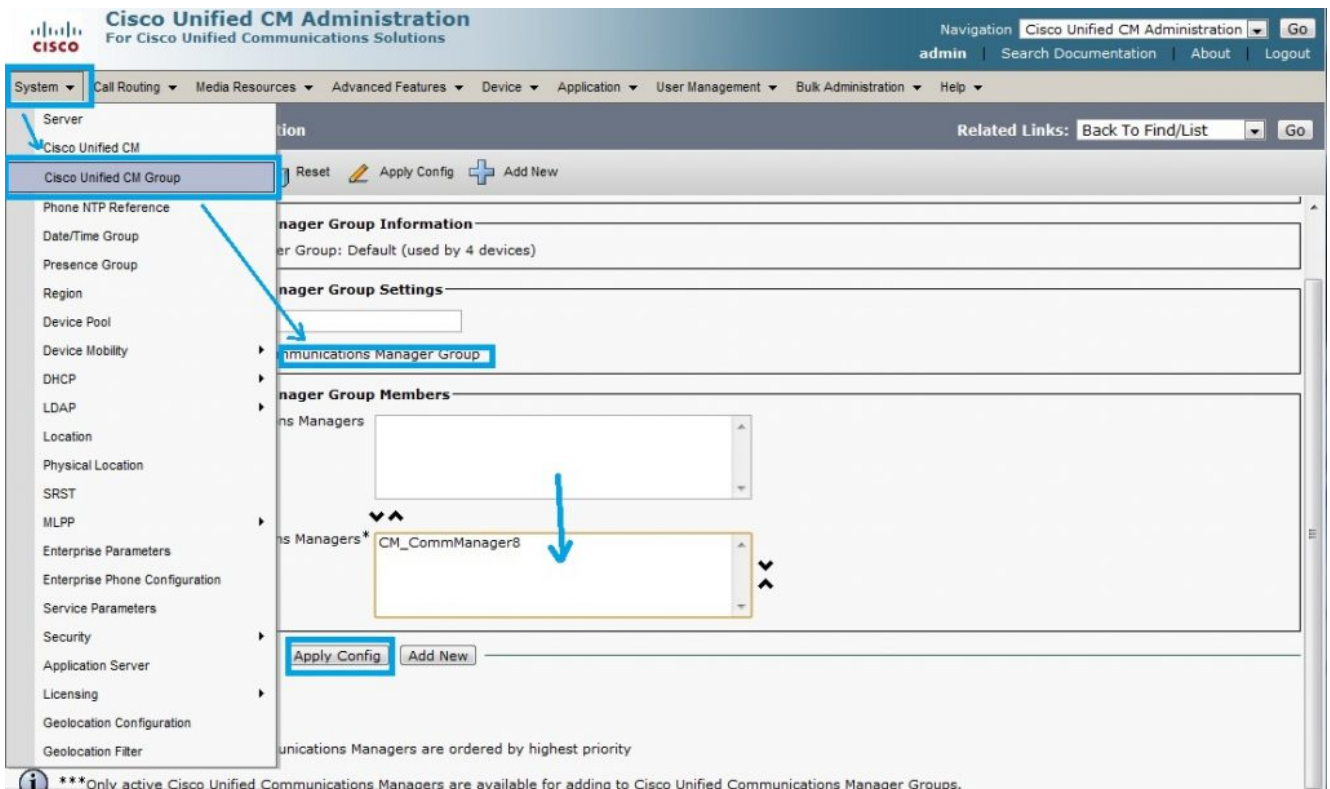 Cisco Unified CM Administration
For Cisco Unified Communications Solutions
CISCO
Navigation Cisco Unified CM Administration Go
admin | Search Documentation | About | Logout
System Call Routing Media Resources Advanced Features Device Application User Management Bulk Administration Help
Server
Cisco Unified CM
Cisco Unified CM Group
Phone NTP Reference
Date/Time Group
Presence Group
Region
Device Pool
Device Mobility
DHCP
LDAP
Location
Physical Location
SRST
MLPP
Enterprise Parameters
Enterprise Phone Configuration
Service Parameters
Security
Application Server
Licensing
Geolocation Configuration
Geolocation Filter
tion
Related Links: Back To Find/List Go
Reset Apply Config Add New
nager Group Information
er Group: Default (used by 4 devices)
nager Group Settings
mmunications Manager Group
nager Group Members
ns Managers
ns Managers*
CM_CommManager8
Apply Config Add New
unications Managers are ordered by highest priority
***Only active Cisco Unified Communications Managers are available for adding to Cisco Unified Communications Manager Groups.